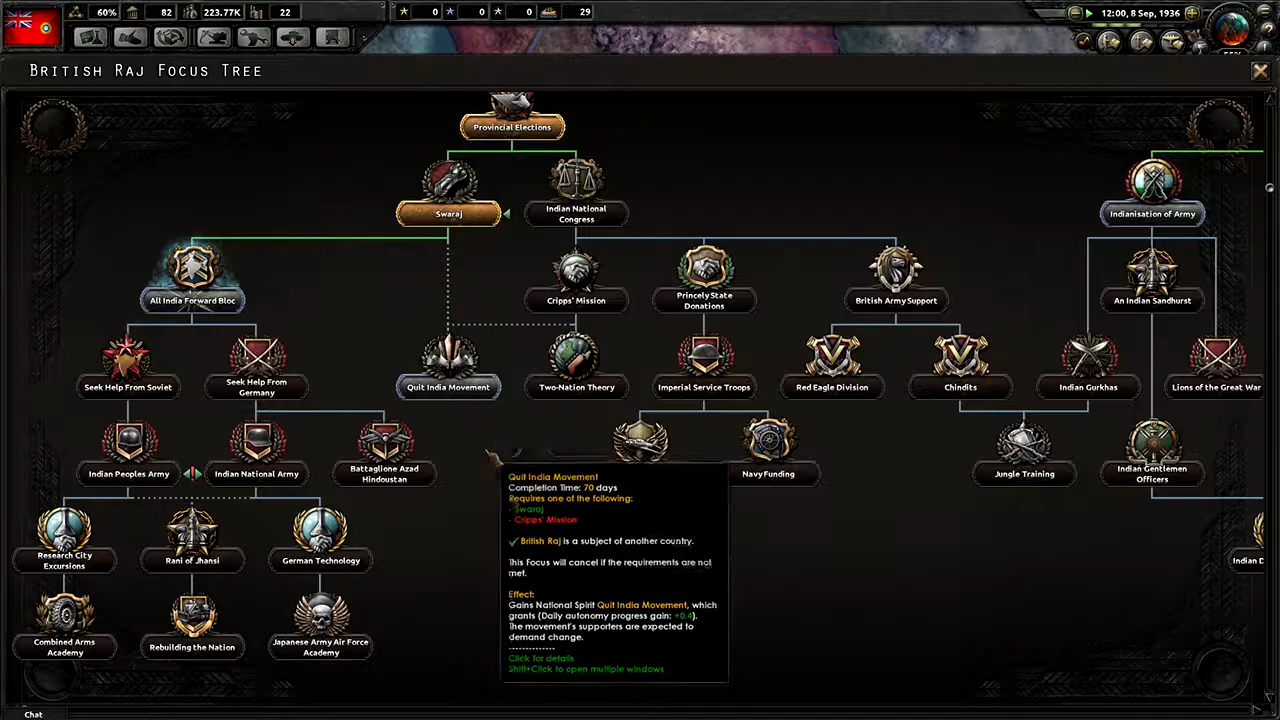 60% 82 223.77K 22 0 0 0 29 12:00, 8 Sep, 1936
British Raj Focus Tree
Provincial Elections
Swaraj
Indian National
Congress
Indianisation of Army
All India Forward Bloc
Cripps' Mission
Princely State
Donations
British Army Support
An Indian Sandhurst
Seek Help From Soviet
Seek Help From
Germany
Quit India Movement
Two-Nation Theory
Imperial Service Troops
Red Eagle Division
Chindits
Indian Gurkhas
Lions of the Great War
Indian Peoples Army
Indian National Army
Battaglione Azad
Hindoustan
Navy Funding
Jungle Training
Indian Gentlemen
Officers
Quit India Movement
Completion Time: 70 days
Requires one of the following:
- Swaraj
- Cripps' Mission
British Raj is a subject of another country.
This Focus will cancel if the requirements are not
met.
Effect:
Gains National Spirit Quit India Movement, which
grants (Daily autonomy progress gain: +0.4).
The movement's supporters are expected to
demand change.
--------------
Click for details
Shift+Click to open multiple windows
Research City
Excursions
Rani of Jhansi
German Technology
Indian D
Combined Arms
Academy
Rebuilding the Nation
Japanese Army Air Force
Academy
Chat